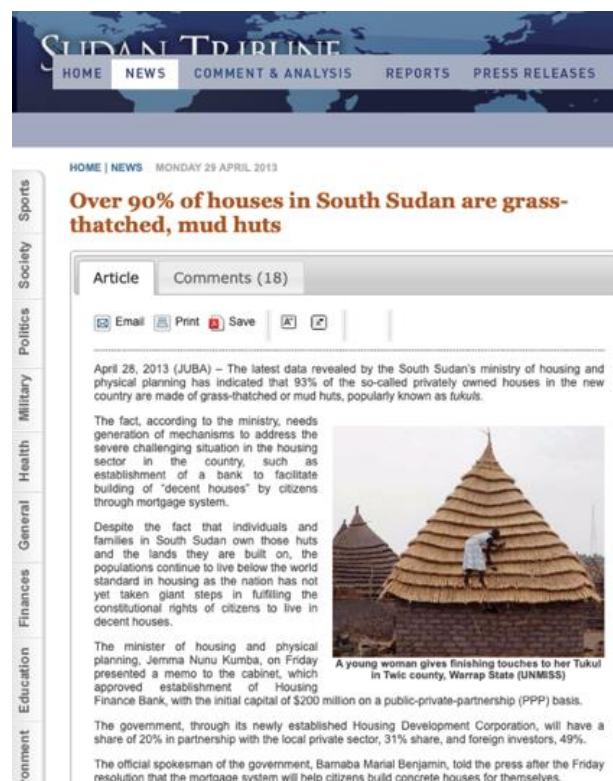 SUDAN TRIBUNE
HOME NEWS COMMENT & ANALYSIS REPORTS PRESS RELEASES
HOME | NEWS MONDAY 29 APRIL 2013
Over 90% of houses in South Sudan are grass-
thatched, mud huts
Sports
Society
Politics
Military
Health
General
Finances
Education
onment
Article Comments (18)
Email Print Save
April 28, 2013 (JUBA) – The latest data revealed by the South Sudan's ministry of housing and
physical planning has indicated that 93% of the so-called privately owned houses in the new
country are made of grass-thatched or mud huts, popularly known as tukuls.
The fact, according to the ministry, needs
generation of mechanisms to address the
severe challenging situation in the housing
sector in the country, such as
establishment of a bank to facilitate
building of "decent houses" by citizens
through mortgage system.
Despite the fact that individuals and
families in South Sudan own those huts
and the lands they are built on, the
populations continue to live below the world
standard in housing as the nation has not
yet taken giant steps in fulfilling the
constitutional rights of citizens to live in
decent houses.
A young woman gives finishing touches to her Tukul
in Twic county, Warrap State (UNMISS)
The minister of housing and physical
planning, Jemma Nunu Kumba, on Friday
presented a memo to the cabinet, which
approved establishment of Housing
Finance Bank, with the initial capital of $200 million on a public-private-partnership (PPP) basis.
The government, through its newly established Housing Development Corporation, will have a
share of 20% in partnership with the local private sector, 31% share, and foreign investors, 49%.
The official spokesman of the government, Barnaba Marial Benjamin, told the press after the Friday
resolution that the mortgage system will help citizens build concrete houses for themselves.